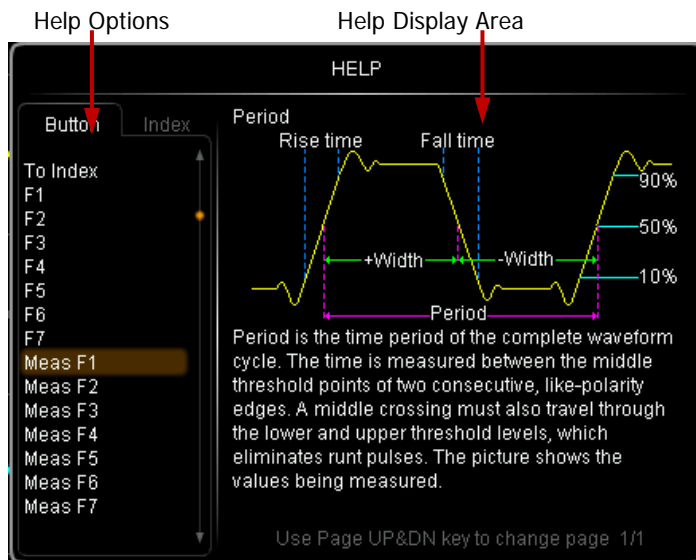 Help Options
Help Display Area
HELP
Button
Index
To Index
F1
F2
F3
F4
F5
F6
F7
Meas F1
Meas F2
Meas F3
Meas F4
Meas F5
Meas F6
Meas F7
Period
Rise time
Fall time
90%
50%
+Width
-Width
10%
Period
Period is the time period of the complete waveform
cycle. The time is measured between the middle
threshold points of two consecutive, like-polarity
edges. A middle crossing must also travel through
the lower and upper threshold levels, which
eliminates runt pulses. The picture shows the
values being measured.
Use Page UP&DN key to change page 1/1